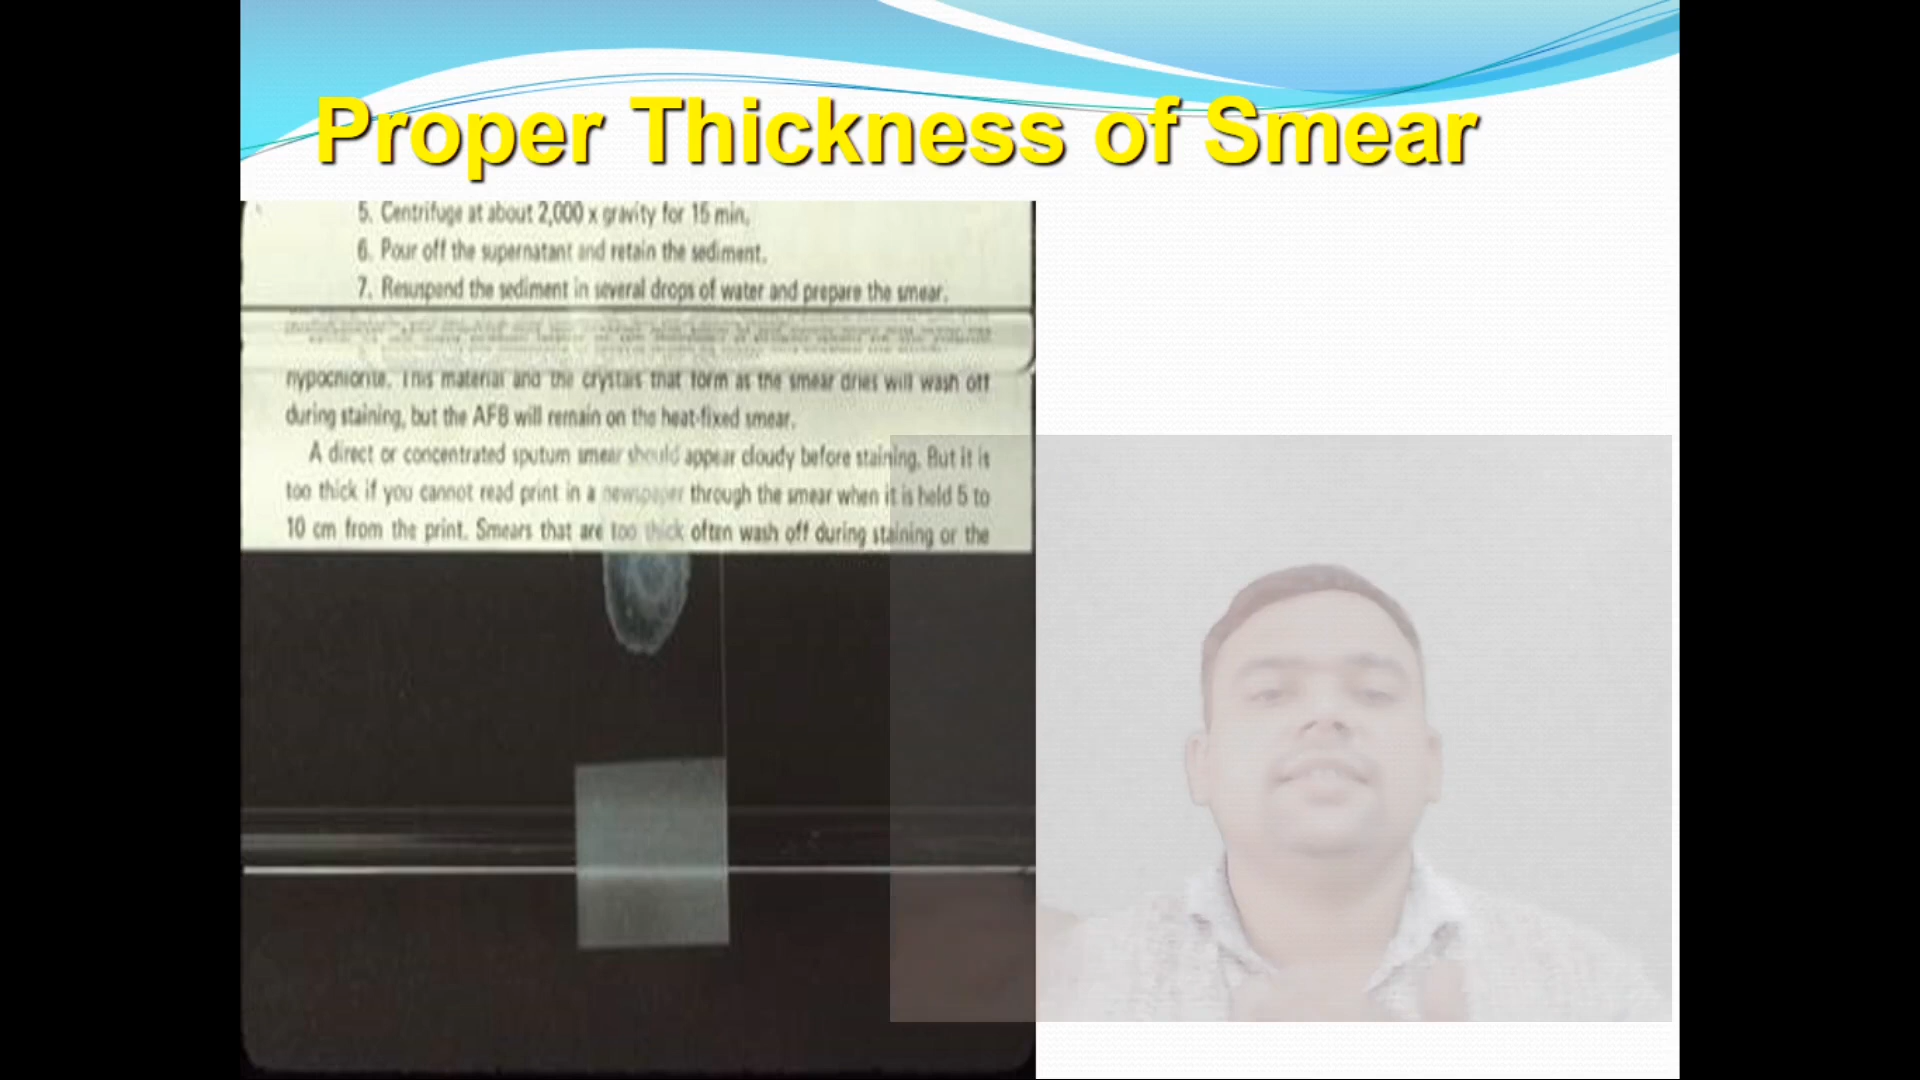 Proper Thickness of Smear
5. Centrifuge at about 2,000 x gravity for 15 min.
6. Pour off the supernatant and retain the sediment.
7. Resuspend the sediment in several drops of water and prepare the smear.
hypochlorite. This material and the crystals that form as the smear dries will wash off
during staining, but the AFB will remain on the heat-fixed smear.
A direct or concentrated sputum smear should appear cloudy before staining. But it is
too thick if you cannot read print in a newspaper through the smear when it is held 5 to
10 cm from the print. Smears that are too thick often wash off during staining or the